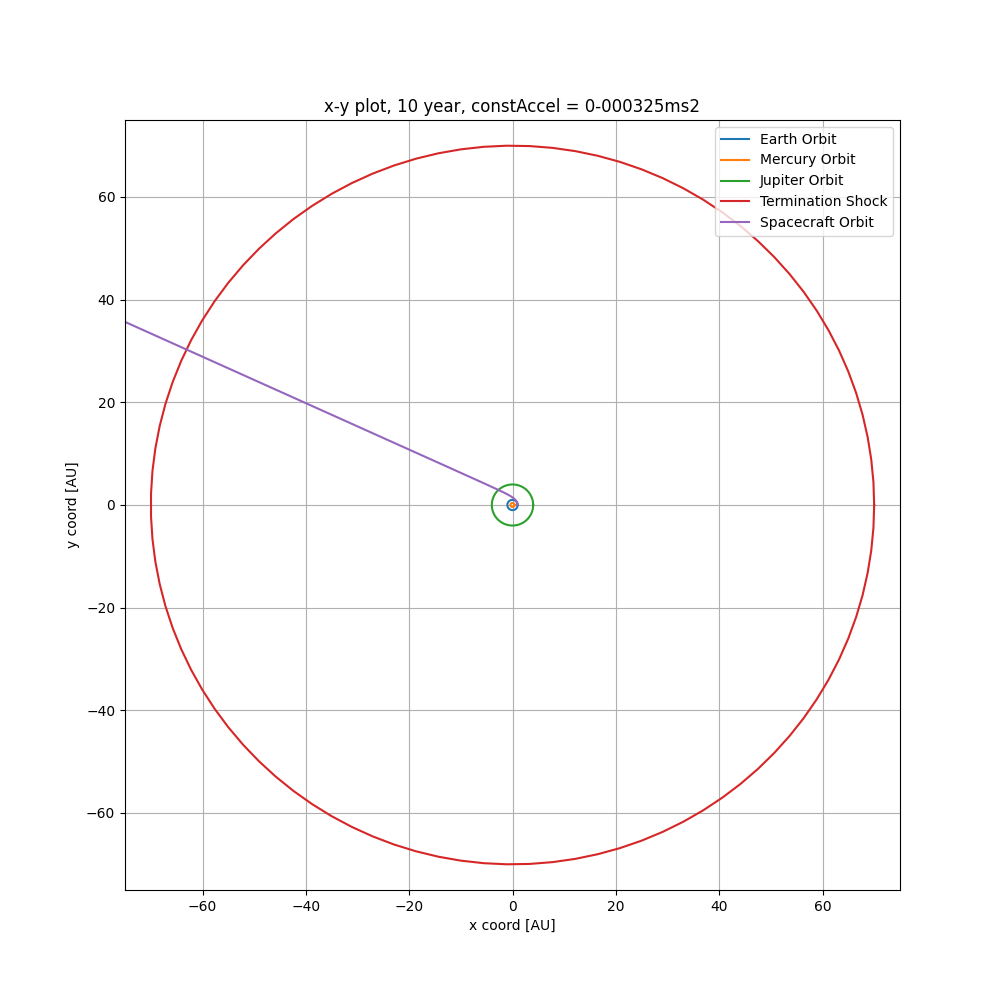 x-y plot, 10 year, constAccel = 0-000325ms2
Earth Orbit
Mercury Orbit
Jupiter Orbit
Termination Shock
Spacecraft Orbit
60
40
20
0
−20
−40
−60
y coord [AU]
−60 −40 −20 0 20 40 60
x coord [AU]